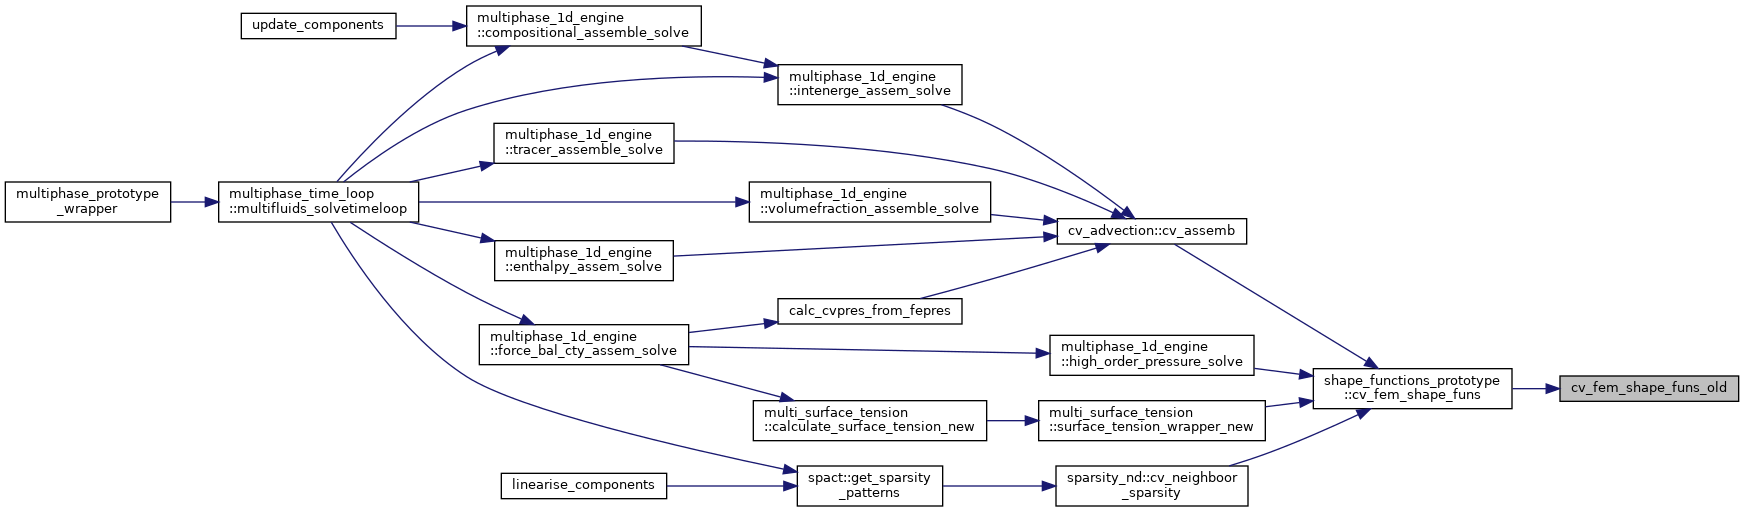 update_components
multiphase_1d_engine
::compositional_assemble_solve
multiphase_1d_engine
::intenerge_assem_solve
multiphase_1d_engine
::tracer_assemble_solve
multiphase_prototype
_wrapper
multiphase_time_loop
::multifluids_solvetimeloop
multiphase_1d_engine
::volumefraction_assemble_solve
cv_advection::cv_assemb
multiphase_1d_engine
::enthalpy_assem_solve
calc_cvpres_from_fepres
multiphase_1d_engine
::force_bal_cty_assem_solve
multiphase_1d_engine
::high_order_pressure_solve
shape_functions_prototype
::cv_fem_shape_funs
cv_fem_shape_funs_old
multi_surface_tension
::calculate_surface_tension_new
multi_surface_tension
::surface_tension_wrapper_new
linearise_components
spact::get_sparsity
_patterns
sparsity_nd::cv_neighboor
_sparsity